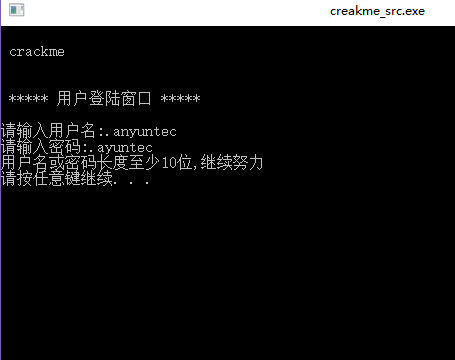 creakme_src.exe
crackme
***** 用户登陆窗口 *****
请输入用户名:.anyuntec
请输入密码:.ayuntec
用户名或密码长度至少10位,继续努力
请按任意键继续. . .